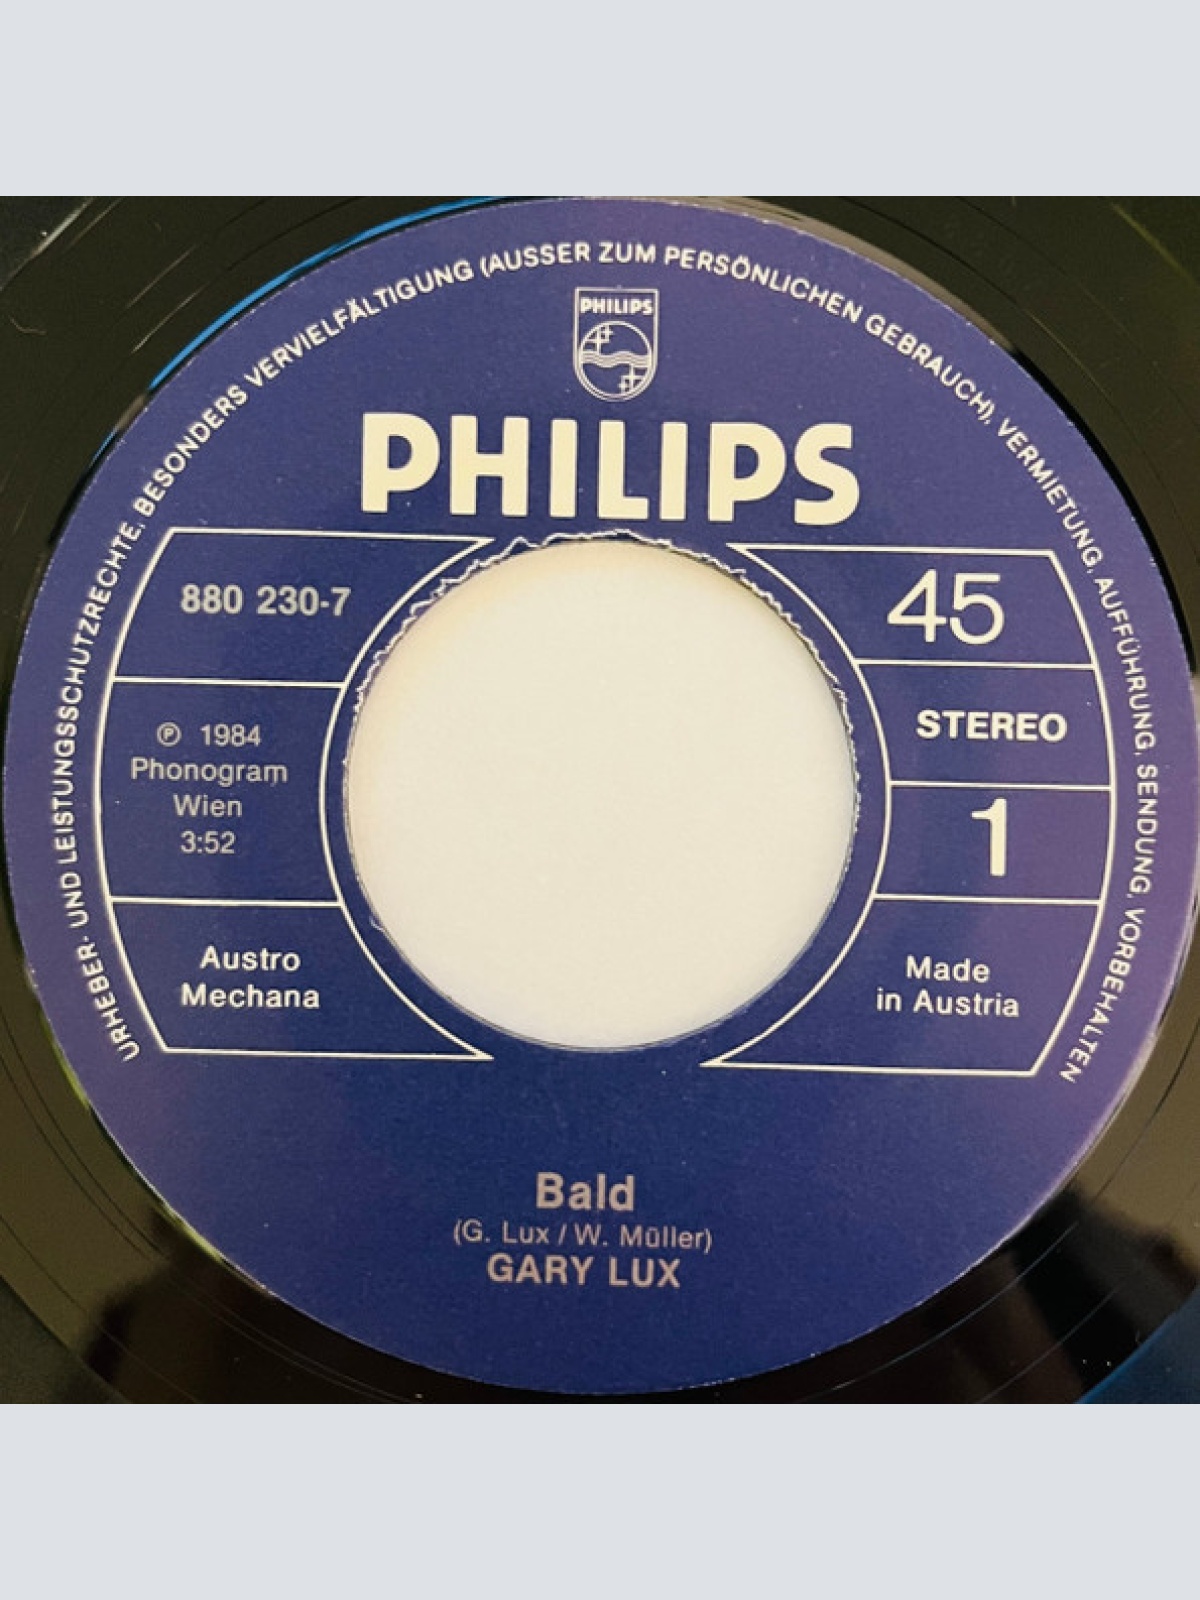 URHEBER- UND LEISTUNGSSCHUTZRECHTE, BESONDERS VERVIELFÄLTIGUNG (AUSSER ZUM PERSÖNLICHEN GEBRAUCH), VERMIETUNG, AUFFÜHRUNG, SENDUNG, VORBEHALTEN
PHILIPS
PHILIPS
880 230-7
℗ 1984
Phonogram
Wien
3:52
Austro
Mechana
45
STEREO
1
Made
in Austria
Bald
(G. Lux / W. Müller)
GARY LUX